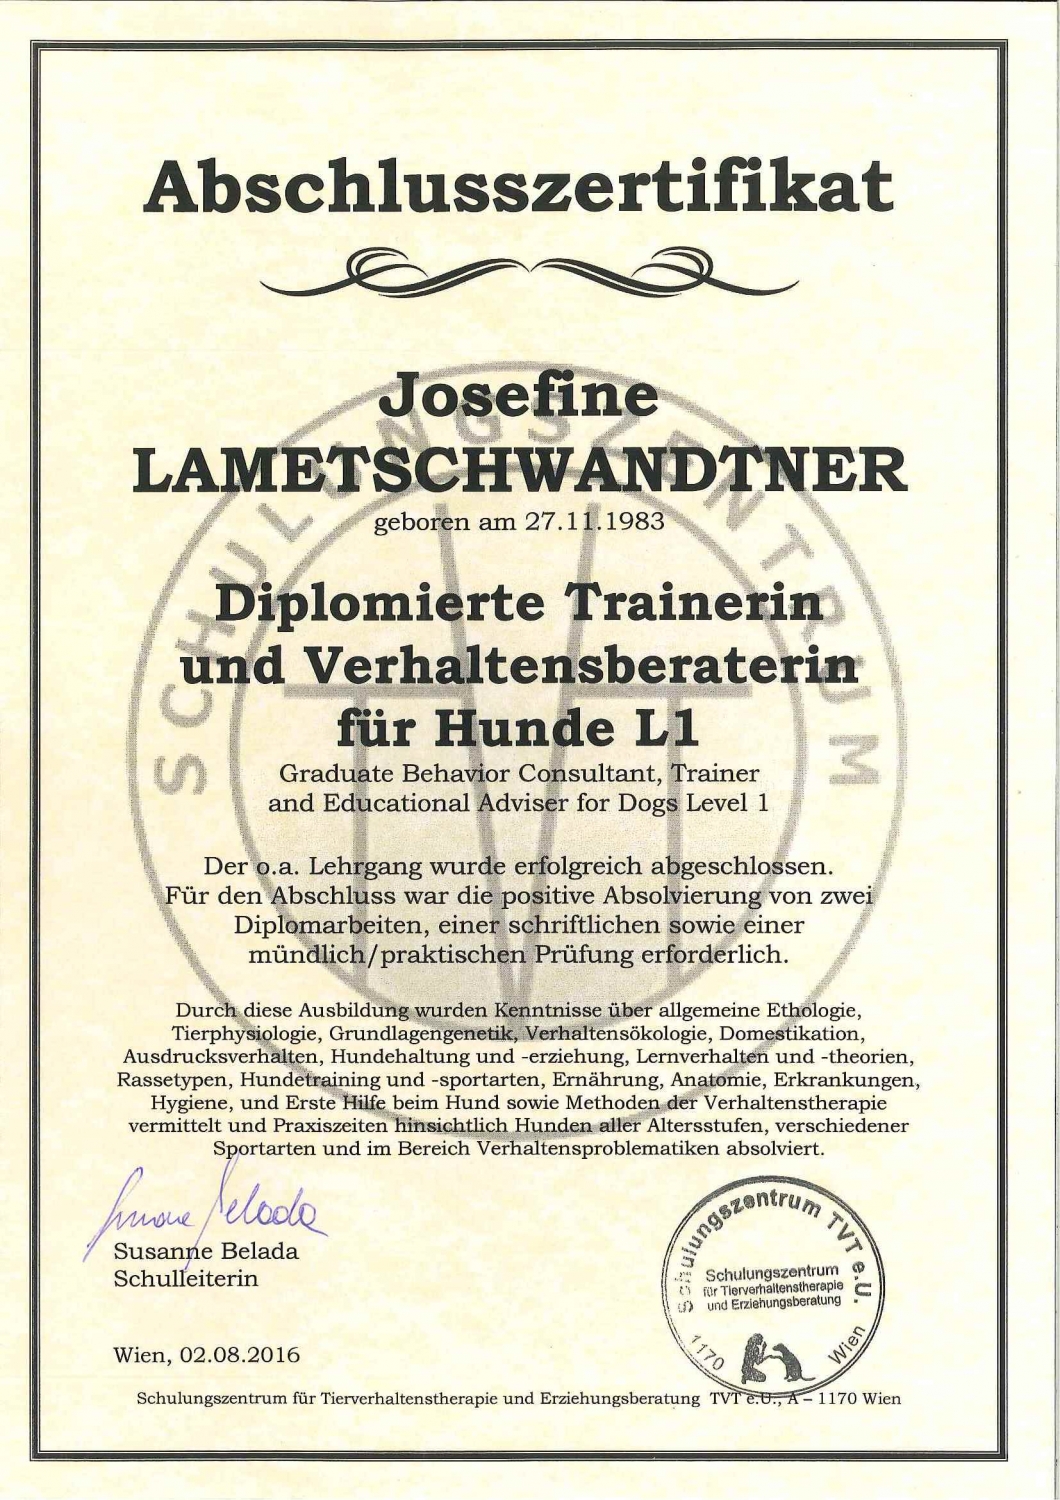 Abschlusszertifikat
Josefine
LAMETSCHWANDTNER
geboren am 27.11.1983
Diplomierte Trainerin
und Verhaltensberaterin
für Hunde L1
Graduate Behavior Consultant, Trainer
and Educational Adviser for Dogs Level 1
Der o.a. Lehrgang wurde erfolgreich abgeschlossen.
Für den Abschluss war die positive Absolvierung von zwei
Diplomarbeiten, einer schriftlichen sowie einer
mündlich/praktischen Prüfung erforderlich.
Durch diese Ausbildung wurden Kenntnisse über allgemeine Ethologie,
Tierphysiologie, Grundlagengenetik, Verhaltensökologie, Domestikation,
Ausdrucksverhalten, Hundehaltung und -erziehung, Lernverhalten und -theorien,
Rassetypen, Hundetraining und -sportarten, Ernährung, Anatomie, Erkrankungen,
Hygiene, und Erste Hilfe beim Hund sowie Methoden der Verhaltenstherapie
vermittelt und Praxiszeiten hinsichtlich Hunden aller Altersstufen, verschiedener
Sportarten und im Bereich Verhaltensproblematiken absolviert.
Susanne Belada
Susanne Belada
Schulleiterin
Wien, 02.08.2016
Schulungszentrum TVT e.U.
Schulungszentrum
für Tierverhaltenstherapie
und Erziehungsberatung
1170 Wien
Schulungszentrum für Tierverhaltenstherapie und Erziehungsberatung TVT e.U., A – 1170 Wien
SCHULUNGSZENTRUM
TVT